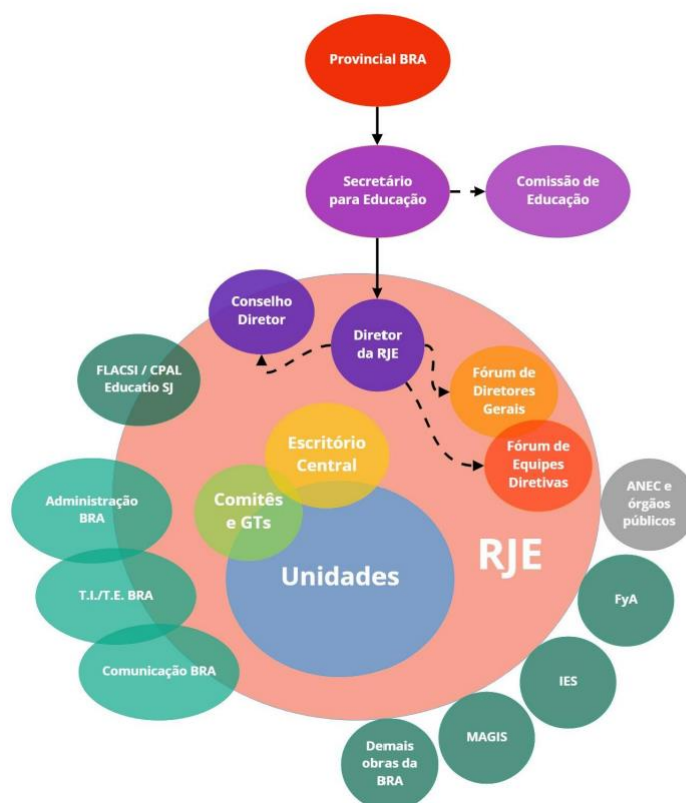 Provincial BRA
Secretário
para Educação
Comissão de
Educação
Conselho
Diretor
Diretor
da RJE
FLACSI / CPAL
Educatio SJ
Fórum de
Diretores
Gerais
Escritório
Central
Fórum de
Equipes
Diretivas
ANEC e
órgãos
públicos
Administração
BRA
Comitês
e GTs
Unidades
RJE
T.I./T.E. BRA
FyA
Comunicação BRA
IES
MAGIS
Demais
obras da
BRA